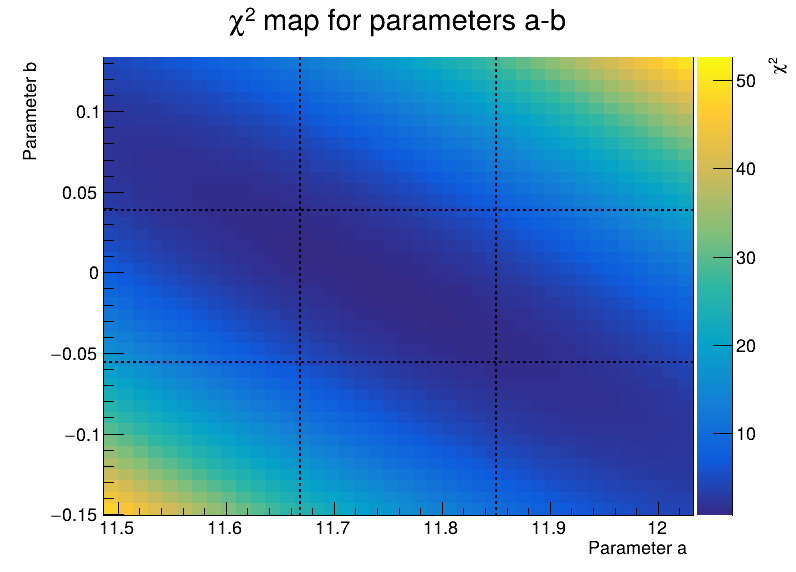 χ² map for parameters a-b
Parameter b
0.1
0.05
0
−0.05
−0.1
−0.15
11.5 11.6 11.7 11.8 11.9 12
Parameter a
χ²
50
40
30
20
10